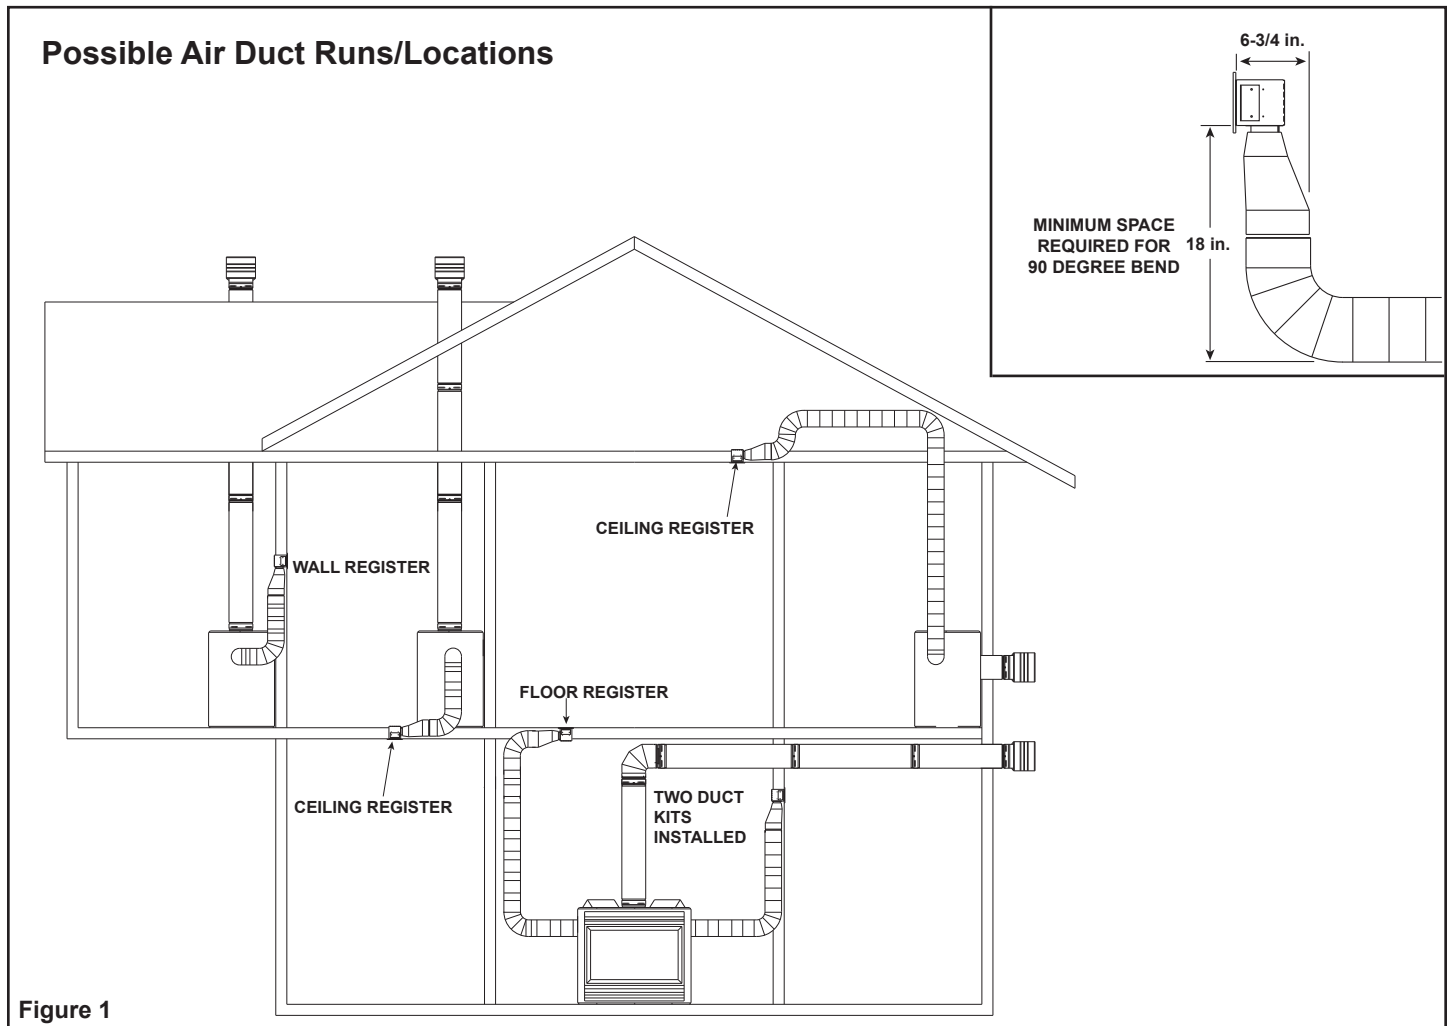 Possible Air Duct Runs/Locations
6-3/4 in.
MINIMUM SPACE
REQUIRED FOR
90 DEGREE BEND
18 in.
CEILING REGISTER
WALL REGISTER
FLOOR REGISTER
CEILING REGISTER
TWO DUCT
KITS
INSTALLED
Figure 1